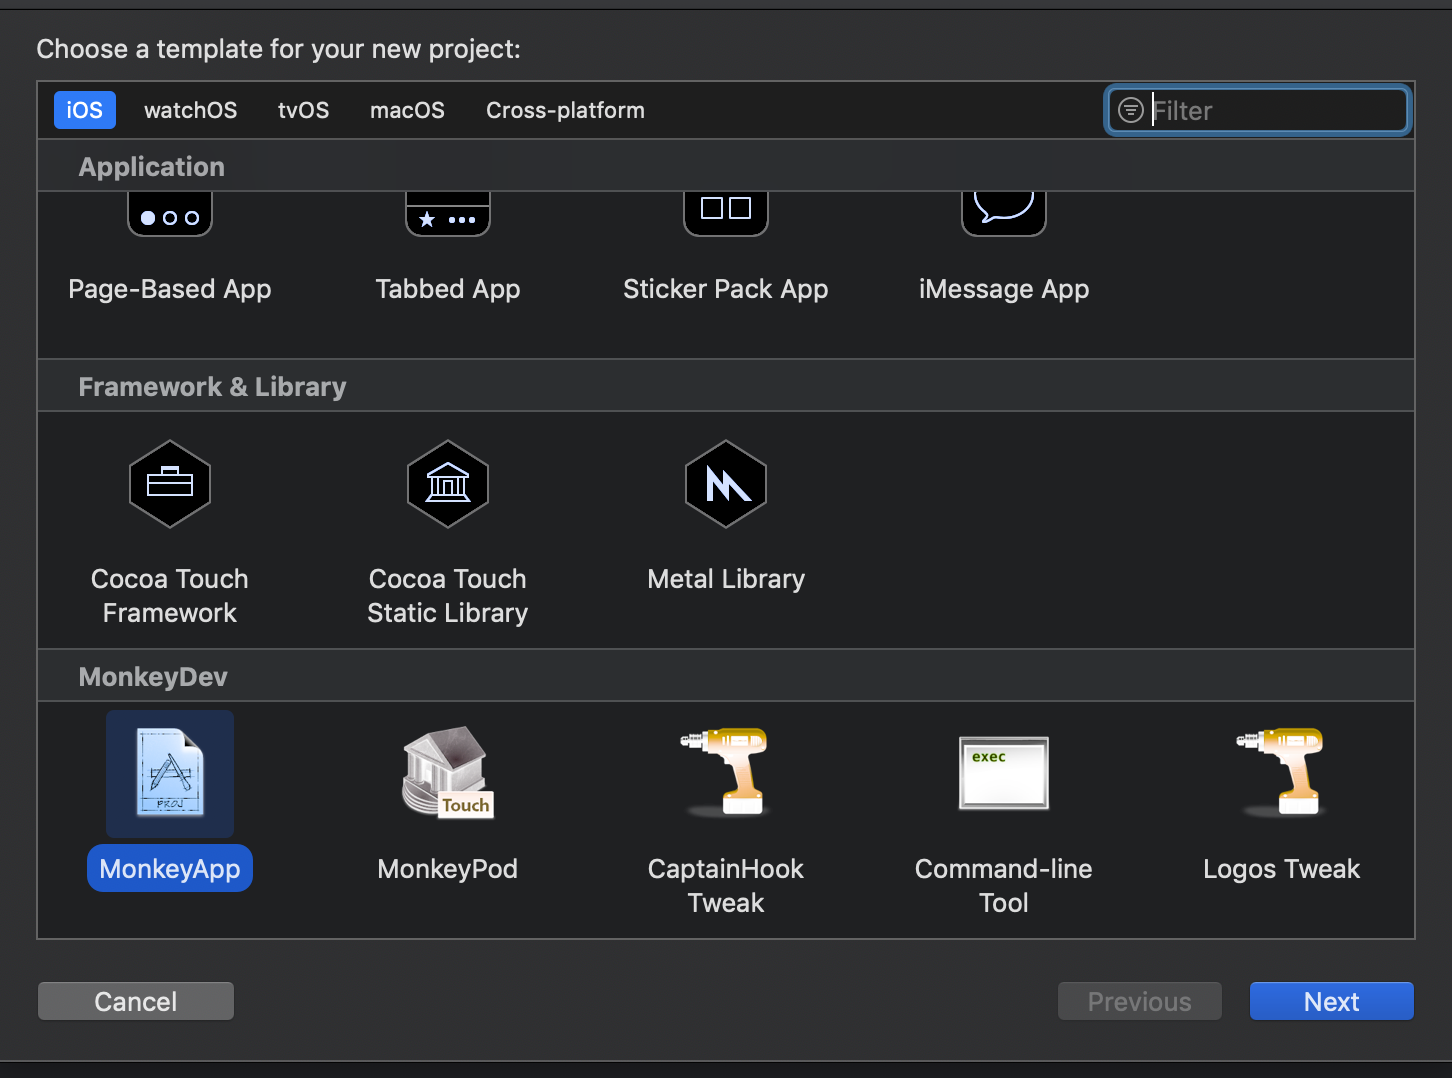 Choose a template for your new project:
iOS watchOS tvOS macOS Cross-platform Filter
Application
Page-Based App Tabbed App Sticker Pack App iMessage App
Framework & Library
Cocoa Touch Framework
Cocoa Touch Static Library
Metal Library
MonkeyDev
PROJ
Touch
exec
MonkeyApp
MonkeyPod
CaptainHook Tweak
Command-line Tool
Logos Tweak
Cancel Previous Next